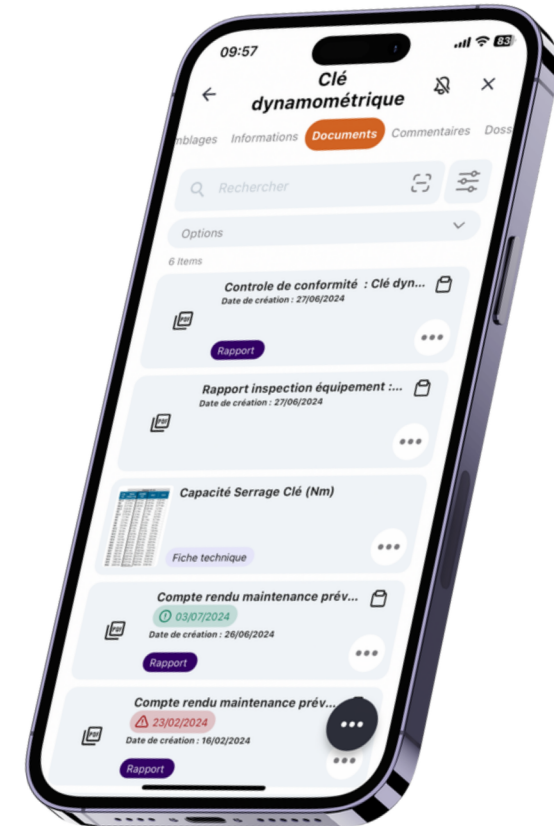 09:57
83
Clé
dynamométrique
mblages Informations Documents Commentaires Doss
Rechercher
Options
6 Items
Controle de conformité : Clé dyn...
Date de création : 27/06/2024
PDF
Rapport
Rapport inspection équipement :...
Date de création : 27/06/2024
PDF
Capacité Serrage Clé (Nm)
Fiche technique
Compte rendu maintenance prév...
03/07/2024
PDF
Date de création : 26/06/2024
Rapport
Compte rendu maintenance prév...
23/02/2024
PDF
Date de création : 16/02/2024
Rapport